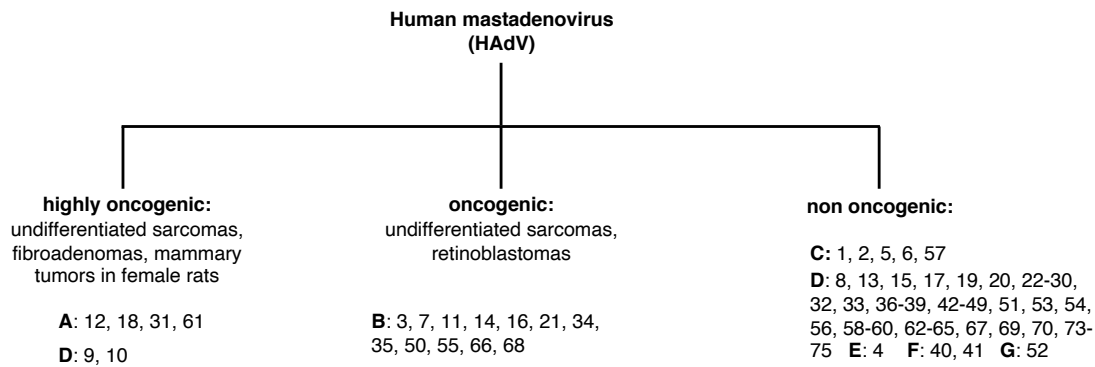 Human mastadenovirus
(HAdV)
highly oncogenic:
undifferentiated sarcomas,
fibroadenomas, mammary
tumors in female rats
A: 12, 18, 31, 61
D: 9, 10
oncogenic:
undifferentiated sarcomas,
retinoblastomas
B: 3, 7, 11, 14, 16, 21, 34,
35, 50, 55, 66, 68
non oncogenic:
C: 1, 2, 5, 6, 57
D: 8, 13, 15, 17, 19, 20, 22-30,
32, 33, 36-39, 42-49, 51, 53, 54,
56, 58-60, 62-65, 67, 69, 70, 73-
75 E: 4 F: 40, 41 G: 52